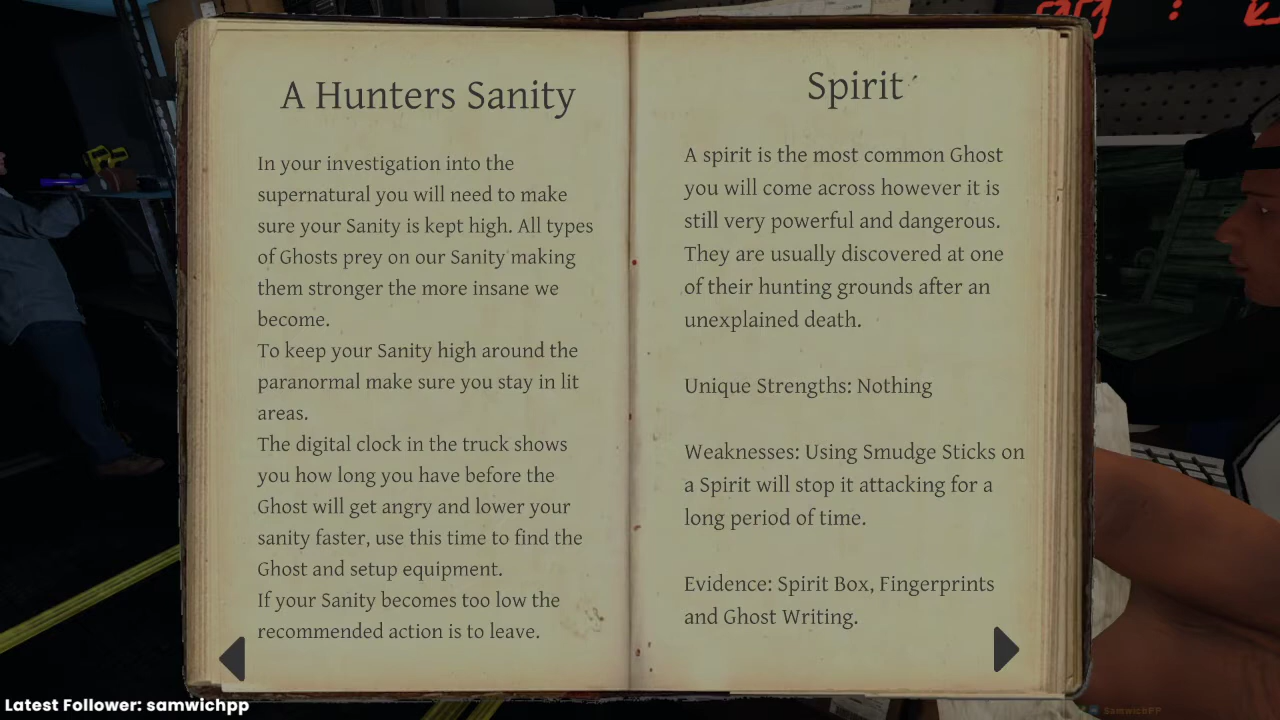 A Hunters Sanity
In your investigation into the
supernatural you will need to make
sure your Sanity is kept high. All types
of Ghosts prey on our Sanity making
them stronger the more insane we
become.
To keep your Sanity high around the
paranormal make sure you stay in lit
areas.
The digital clock in the truck shows
you how long you have before the
Ghost will get angry and lower your
sanity faster, use this time to find the
Ghost and setup equipment.
If your Sanity becomes too low the
recommended action is to leave.
Spirit
A spirit is the most common Ghost
you will come across however it is
still very powerful and dangerous.
They are usually discovered at one
of their hunting grounds after an
unexplained death.
Unique Strengths: Nothing
Weaknesses: Using Smudge Sticks on
a Spirit will stop it attacking for a
long period of time.
Evidence: Spirit Box, Fingerprints
and Ghost Writing.
Latest Follower: samwichpp
SamwichPP